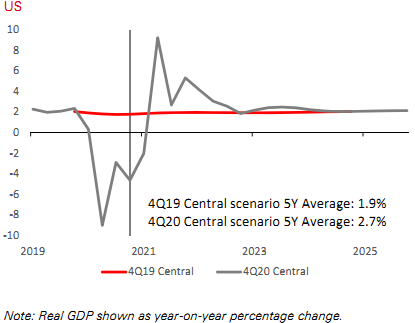 US
10
8
6
4
2
0
-2
-4
-6
-8
-10
4Q19 Central scenario 5Y Average: 1.9%
4Q20 Central scenario 5Y Average: 2.7%
2019 2021 2023 2025
4Q19 Central 4Q20 Central
Note: Real GDP shown as year-on-year percentage change.